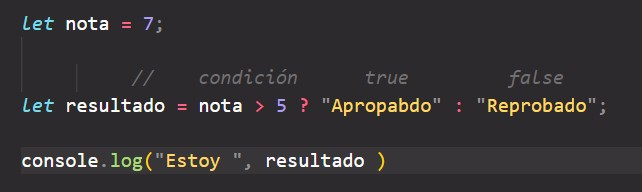 let nota = 7;
// condición true false
let resultado = nota > 5 ? "Apropabdo" : "Reprobado";
console.log("Estoy ", resultado )